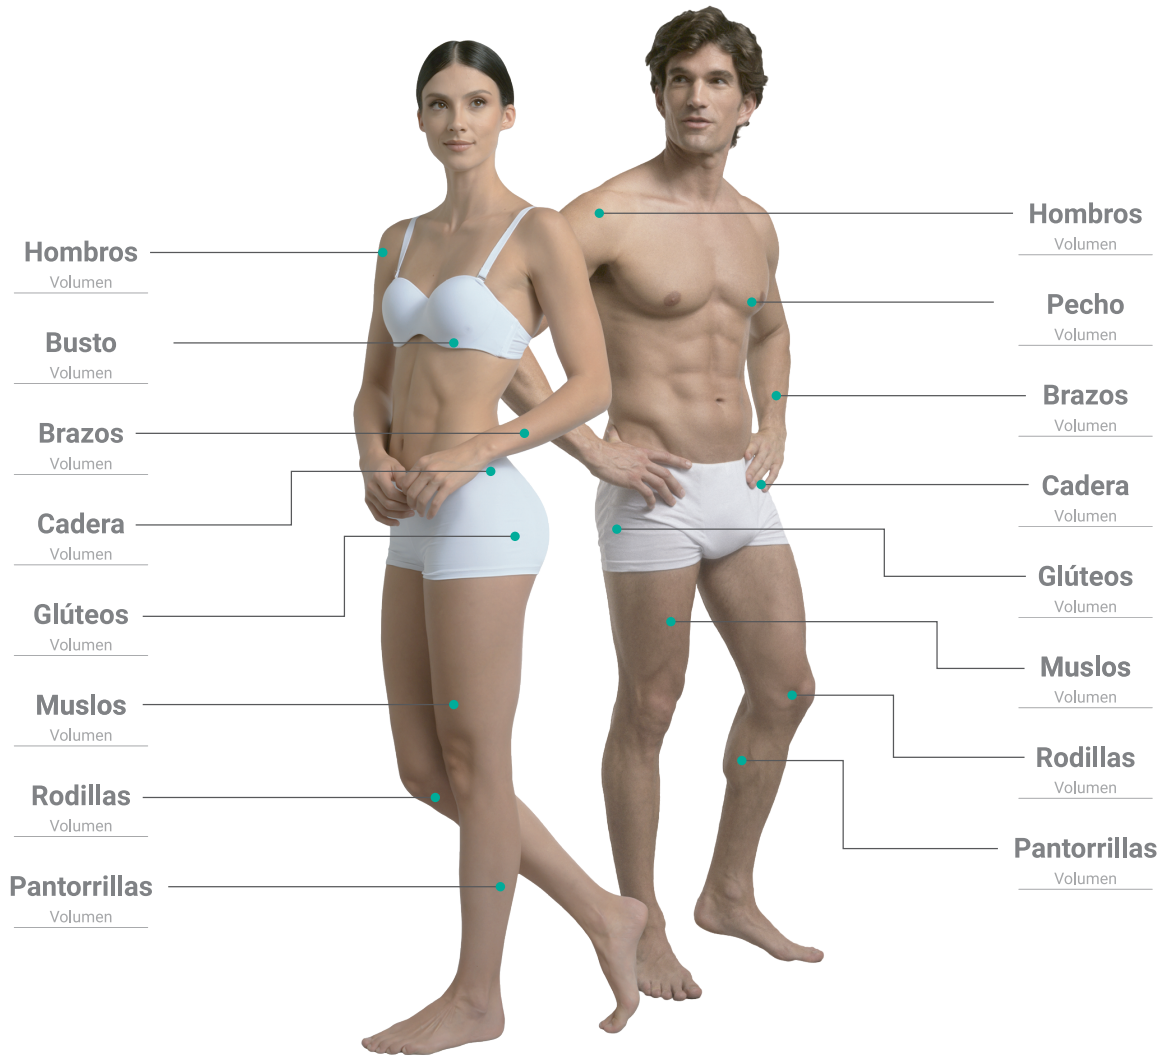 Hombros
Volumen
Busto
Volumen
Brazos
Volumen
Cadera
Volumen
Glúteos
Volumen
Muslos
Volumen
Rodillas
Volumen
Pantorrillas
Volumen
Hombros
Volumen
Pecho
Volumen
Brazos
Volumen
Cadera
Volumen
Glúteos
Volumen
Muslos
Volumen
Rodillas
Volumen
Pantorrillas
Volumen